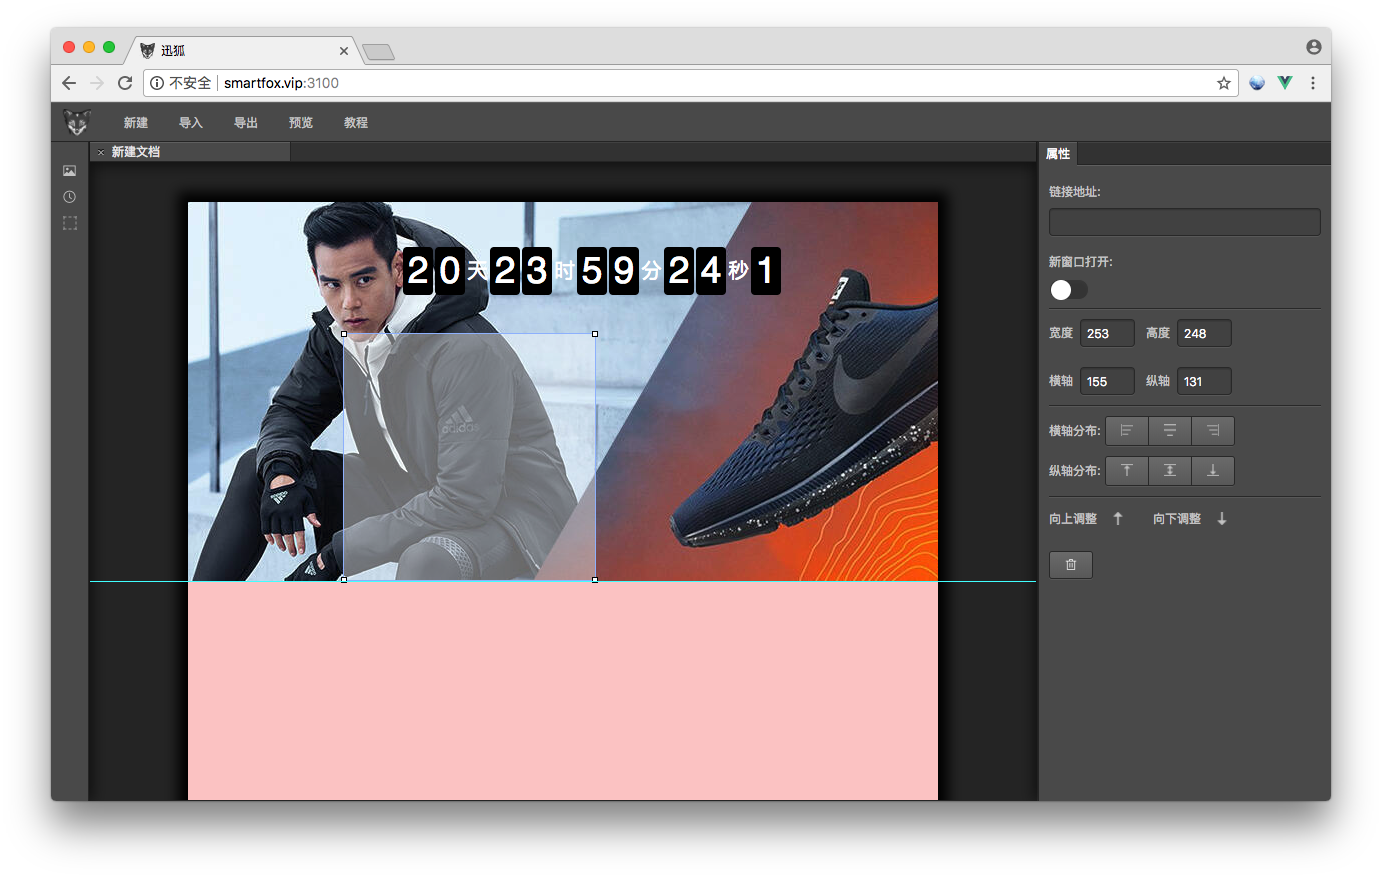 迅狐
不安全 smartfox.vip:3100
新建 导入 导出 预览 教程
新建文档
属性
链接地址:
新窗口打开:
宽度 253 高度 248
横轴 155 纵轴 131
横轴分布:
纵轴分布:
向上调整 向下调整
20天23时59分24秒1
adidas